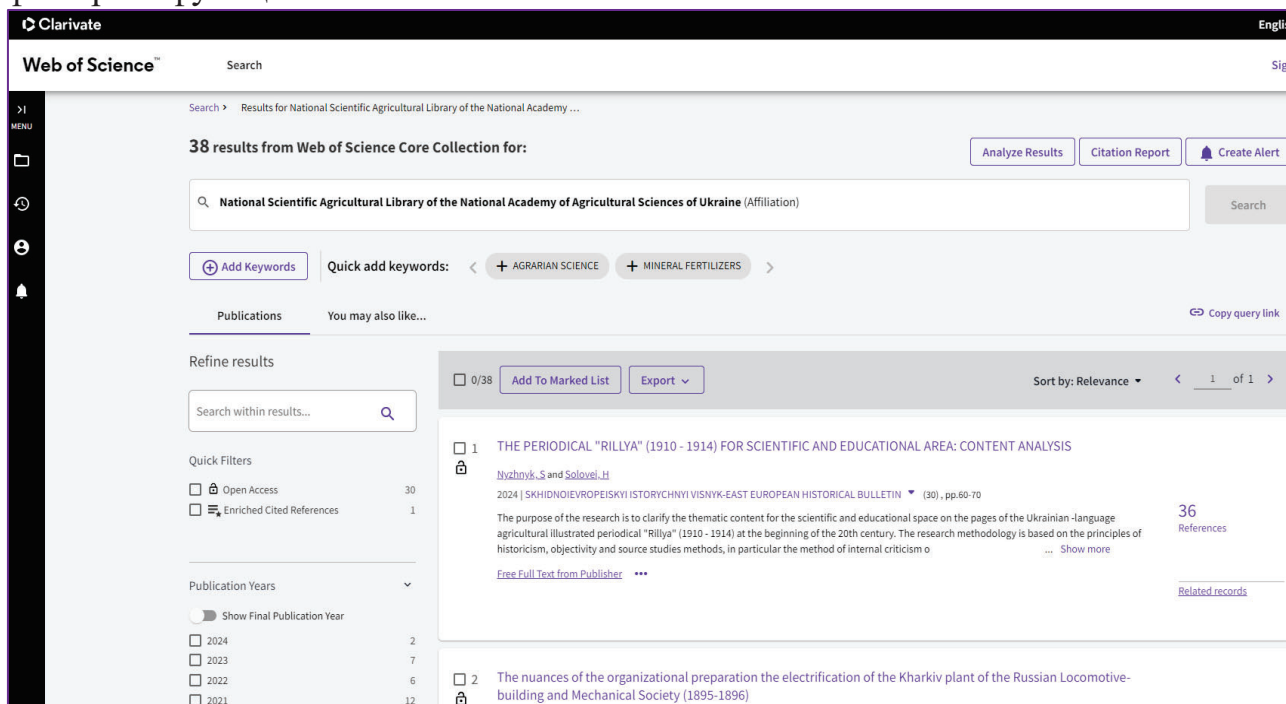 Clarivate
Web of Science™
Search
MENU
Search > Results for National Scientific Agricultural Library of the National Academy ...
38 results from Web of Science Core Collection for:
Analyze Results
Citation Report
Create Alert
National Scientific Agricultural Library of the National Academy of Agricultural Sciences of Ukraine (Affiliation)
Search
Add Keywords
Quick add keywords:
+ AGRARIAN SCIENCE
+ MINERAL FERTILIZERS
Publications
You may also like...
Copy query link
Refine results
Search within results...
Quick Filters
Open Access 30
Enriched Cited References 1
Publication Years
Show Final Publication Year
2024 2
2023 7
2022 6
2021 12
0/38
Add To Marked List
Export
Sort by: Relevance
1 of 1
1
THE PERIODICAL "RILLYA" (1910 - 1914) FOR SCIENTIFIC AND EDUCATIONAL AREA: CONTENT ANALYSIS
Nyzhnyk, S and Solovei, H
2024 | SKHIDNOIEVROPEISKYI ISTORYCHNYI VISNYK-EAST EUROPEAN HISTORICAL BULLETIN (30) , pp.60-70
The purpose of the research is to clarify the thematic content for the scientific and educational space on the pages of the Ukrainian -language
agricultural illustrated periodical "Rillya" (1910 - 1914) at the beginning of the 20th century. The research methodology is based on the principles of
historicism, objectivity and source studies methods, in particular the method of internal criticism o ... Show more
Free Full Text from Publisher
36
References
Related records
2
The nuances of the organizational preparation the electrification of the Kharkiv plant of the Russian Locomotive-
building and Mechanical Society (1895-1896)